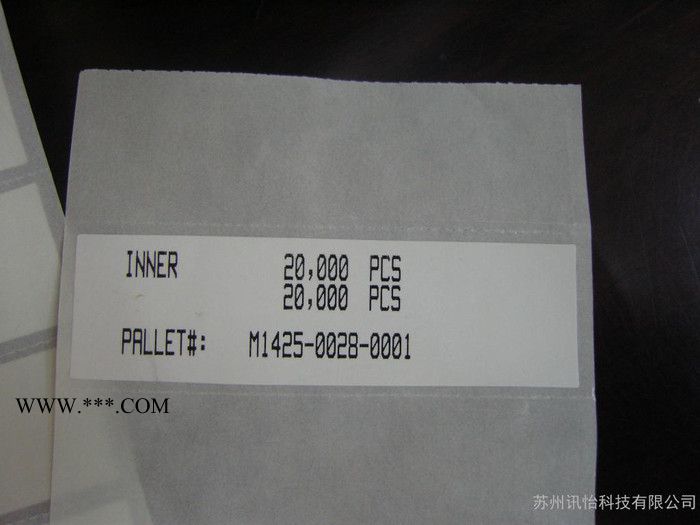 INNER 20,000 PCS
20,000 PCS
PALLET#: M1425-0028-0001
WWW.***.COM
苏州讯怡科技有限公司